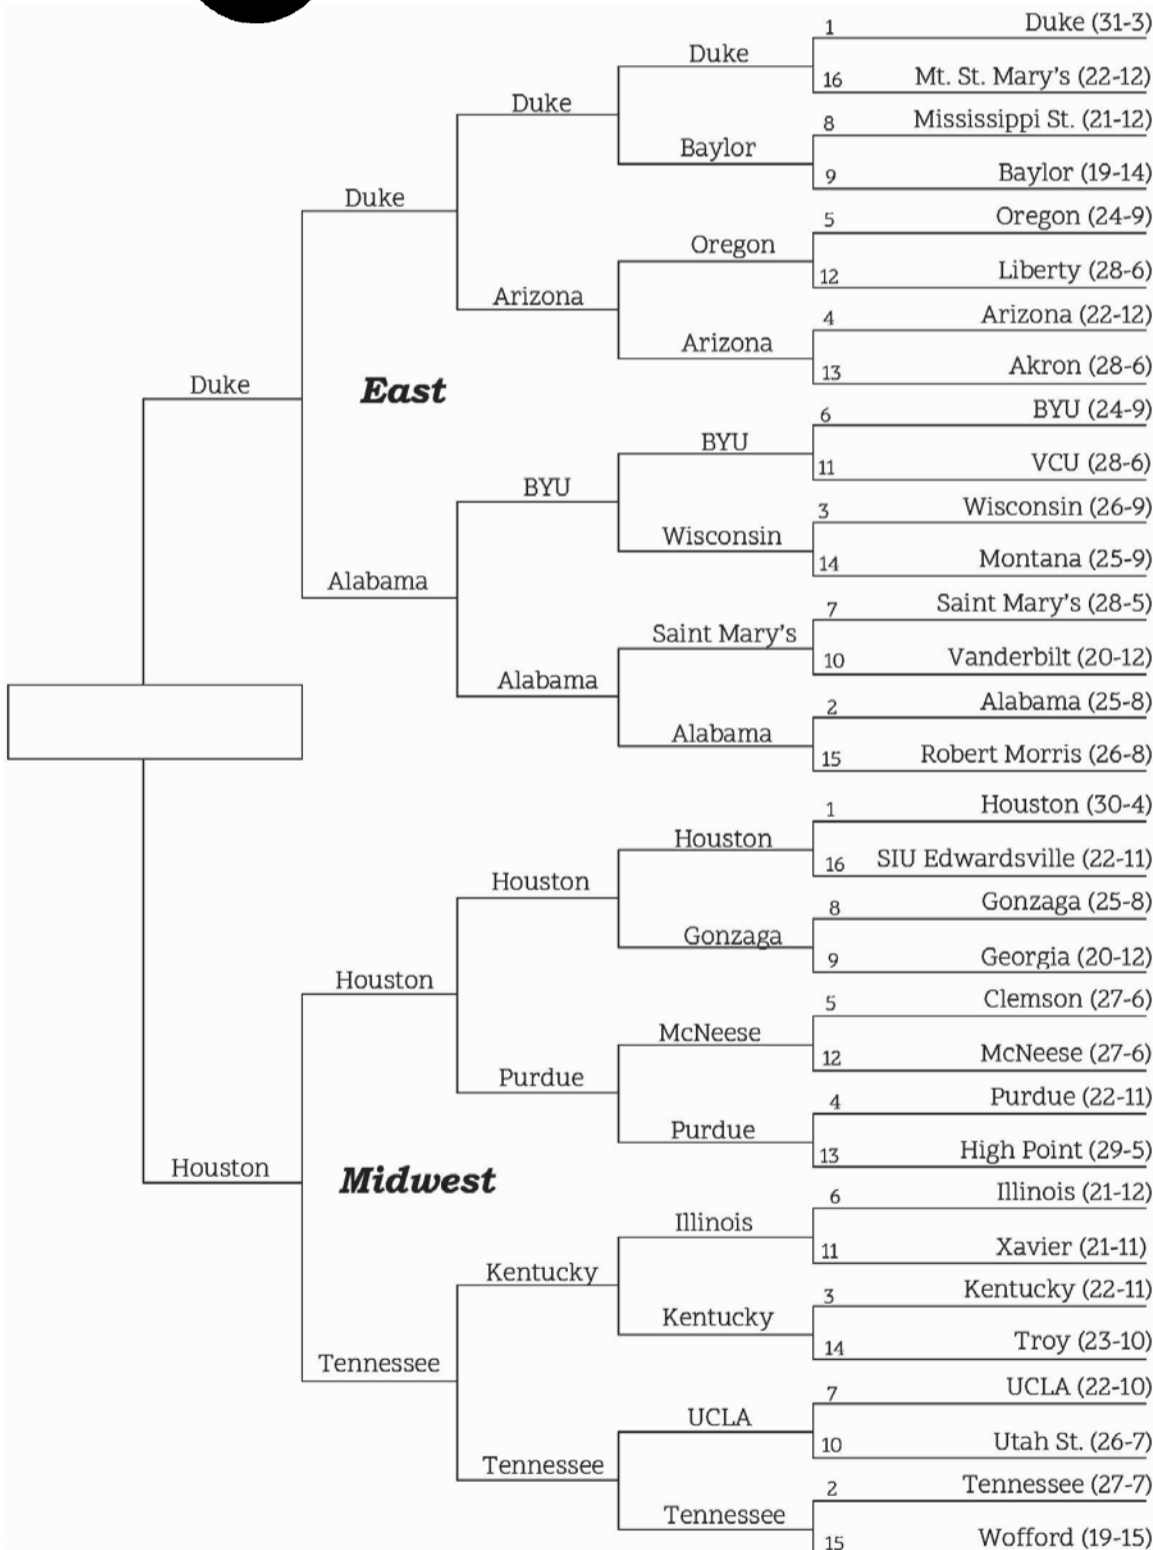 1 Duke (31-3)
Duke
16 Mt. St. Mary's (22-12)
Duke
8 Mississippi St. (21-12)
Baylor
9 Baylor (19-14)
Duke
5 Oregon (24-9)
Oregon
12 Liberty (28-6)
Arizona
4 Arizona (22-12)
Arizona
13 Akron (28-6)
Duke
East
6 BYU (24-9)
BYU
11 VCU (28-6)
BYU
3 Wisconsin (26-9)
Wisconsin
14 Montana (25-9)
Alabama
7 Saint Mary's (28-5)
Saint Mary's
10 Vanderbilt (20-12)
Alabama
2 Alabama (25-8)
Alabama
15 Robert Morris (26-8)
1 Houston (30-4)
Houston
16 SIU Edwardsville (22-11)
Houston
8 Gonzaga (25-8)
Gonzaga
9 Georgia (20-12)
Houston
5 Clemson (27-6)
McNeese
12 McNeese (27-6)
Purdue
4 Purdue (22-11)
Purdue
13 High Point (29-5)
Houston
Midwest
6 Illinois (21-12)
Illinois
11 Xavier (21-11)
Kentucky
3 Kentucky (22-11)
Kentucky
14 Troy (23-10)
Tennessee
7 UCLA (22-10)
UCLA
10 Utah St. (26-7)
Tennessee
2 Tennessee (27-7)
Tennessee
15 Wofford (19-15)